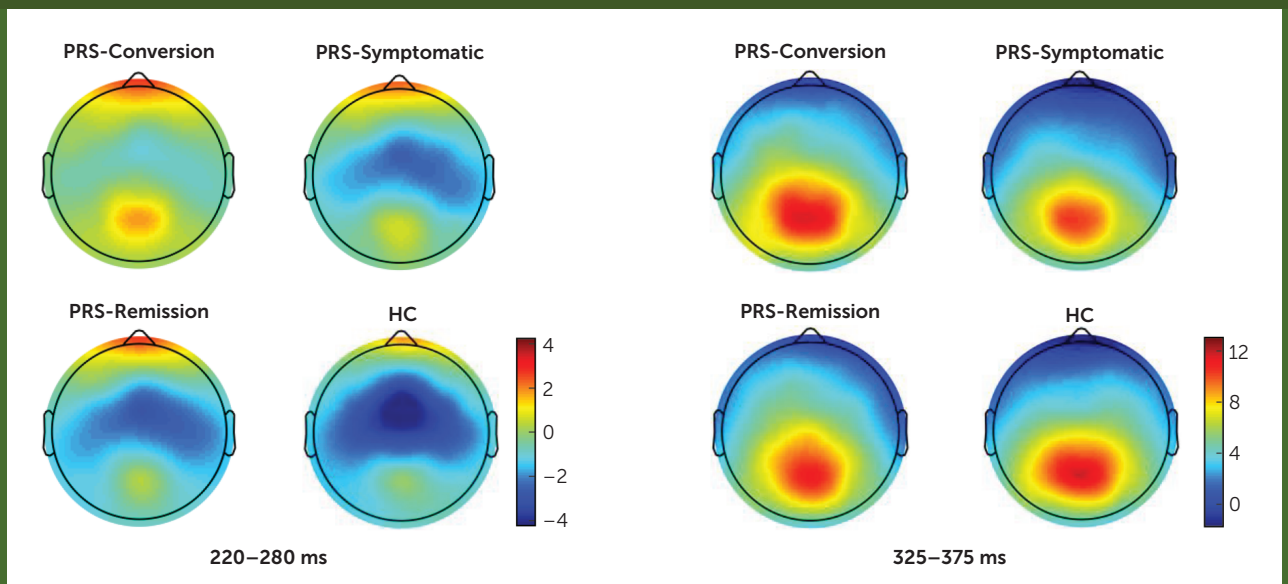 PRS-Conversion
PRS-Symptomatic
PRS-Remission
HC
4
2
0
−2
−4
220–280 ms
PRS-Conversion
PRS-Symptomatic
PRS-Remission
HC
12
8
4
0
325–375 ms